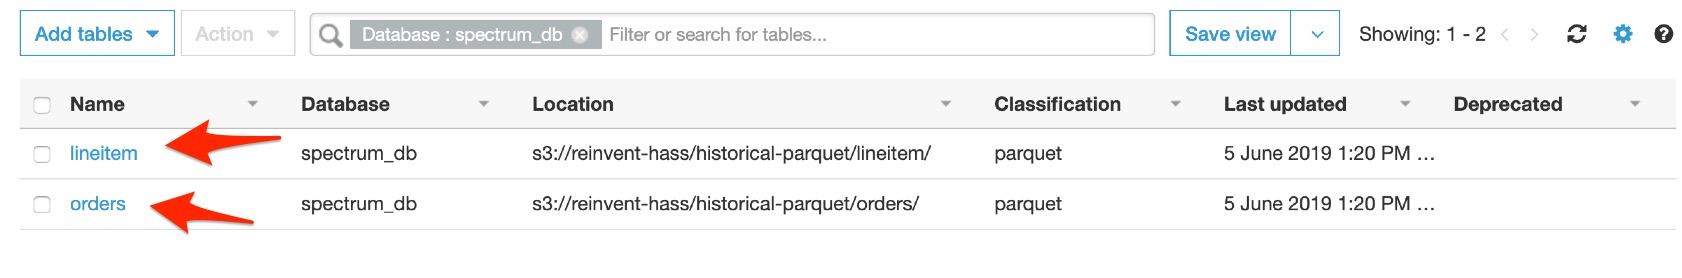 Add tables Action Database : spectrum_db Filter or search for tables... Save view Showing: 1 - 2
Name Database Location Classification Last updated Deprecated
lineitem spectrum_db s3://reinvent-hass/historical-parquet/lineitem/ parquet 5 June 2019 1:20 PM ...
orders spectrum_db s3://reinvent-hass/historical-parquet/orders/ parquet 5 June 2019 1:20 PM ...